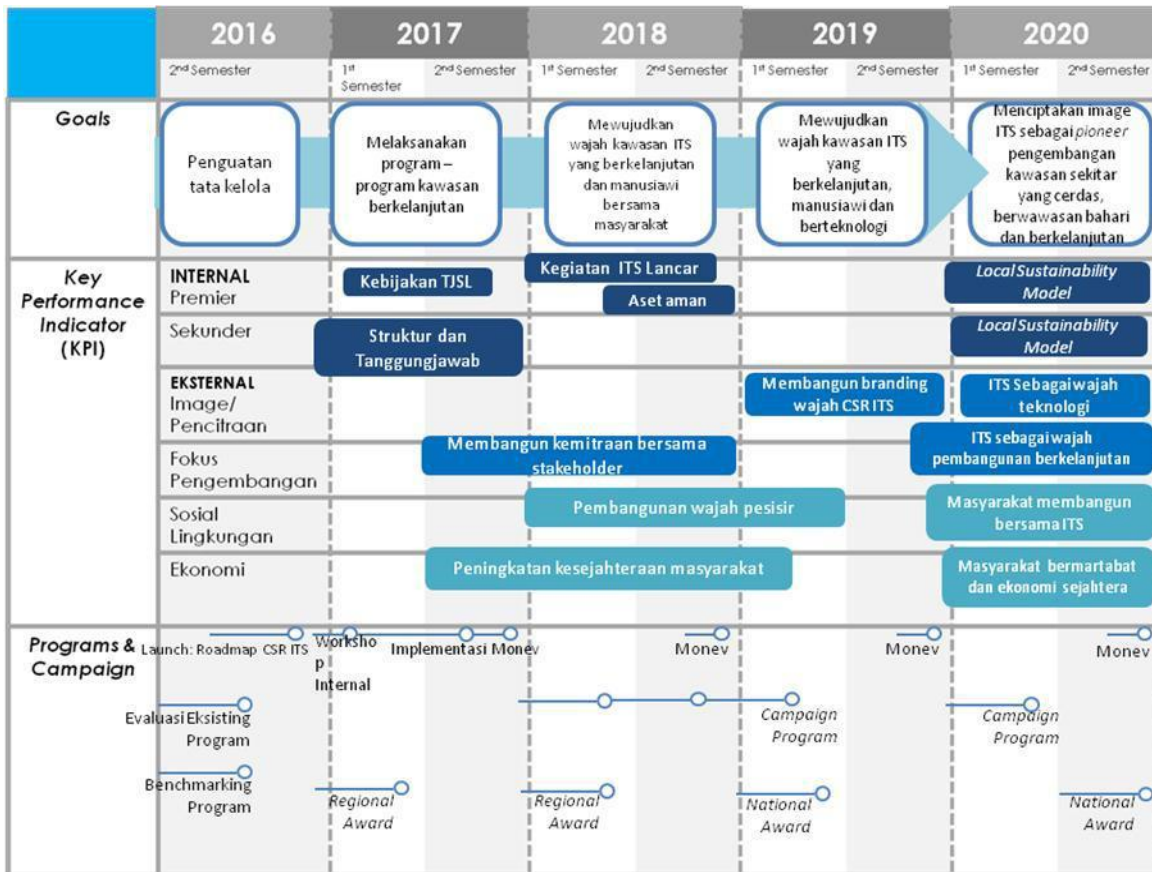 2016
2017
2018
2019
2020
2nd Semester
1st
Semester
2nd Semester
1st Semester
2nd Semester
1st Semester
2nd Semester
1st Semester
2nd Semester
Goals
Penguatan
tata kelola
Melaksanakan
program –
program kawasan
berkelanjutan
Mewujudkan
wajah kawasan ITS
yang berkelanjutan
dan manusiawi
bersama
masyarakat
Mewujudkan
wajah kawasan ITS
yang
berkelanjutan,
manusiawi dan
berteknologi
Menciptakan image
ITS sebagai pioneer
pengembangan
kawasan sekitar
yang cerdas,
berwawasan bahari
dan berkelanjutan
Key
Performance
Indicator
(KPI)
INTERNAL
Premier
Kebijakan TJSL
Kegiatan ITS Lancar
Aset aman
Local Sustainability
Model
Sekunder
Struktur dan
Tanggungjawab
Local Sustainability
Model
EKSTERNAL
Image/
Pencitraan
Membangun branding
wajah CSR ITS
ITS Sebagai wajah
teknologi
Fokus
Pengembangan
Membangun kemitraan bersama
stakeholder
ITS sebagai wajah
pembangunan berkelanjutan
Sosial
Lingkungan
Pembangunan wajah pesisir
Masyarakat membangun
bersama ITS
Ekonomi
Peningkatan kesejahteraan masyarakat
Masyarakat bermartabat
dan ekonomi sejahtera
Programs &
Campaign
Launch: Roadmap CSR ITS
Worksho
p
Internal
Implementasi Monev
Monev
Monev
Monev
Evaluasi Eksisting
Program
Campaign
Program
Campaign
Program
Benchmarking
Program
Regional
Award
Regional
Award
National
Award
National
Award